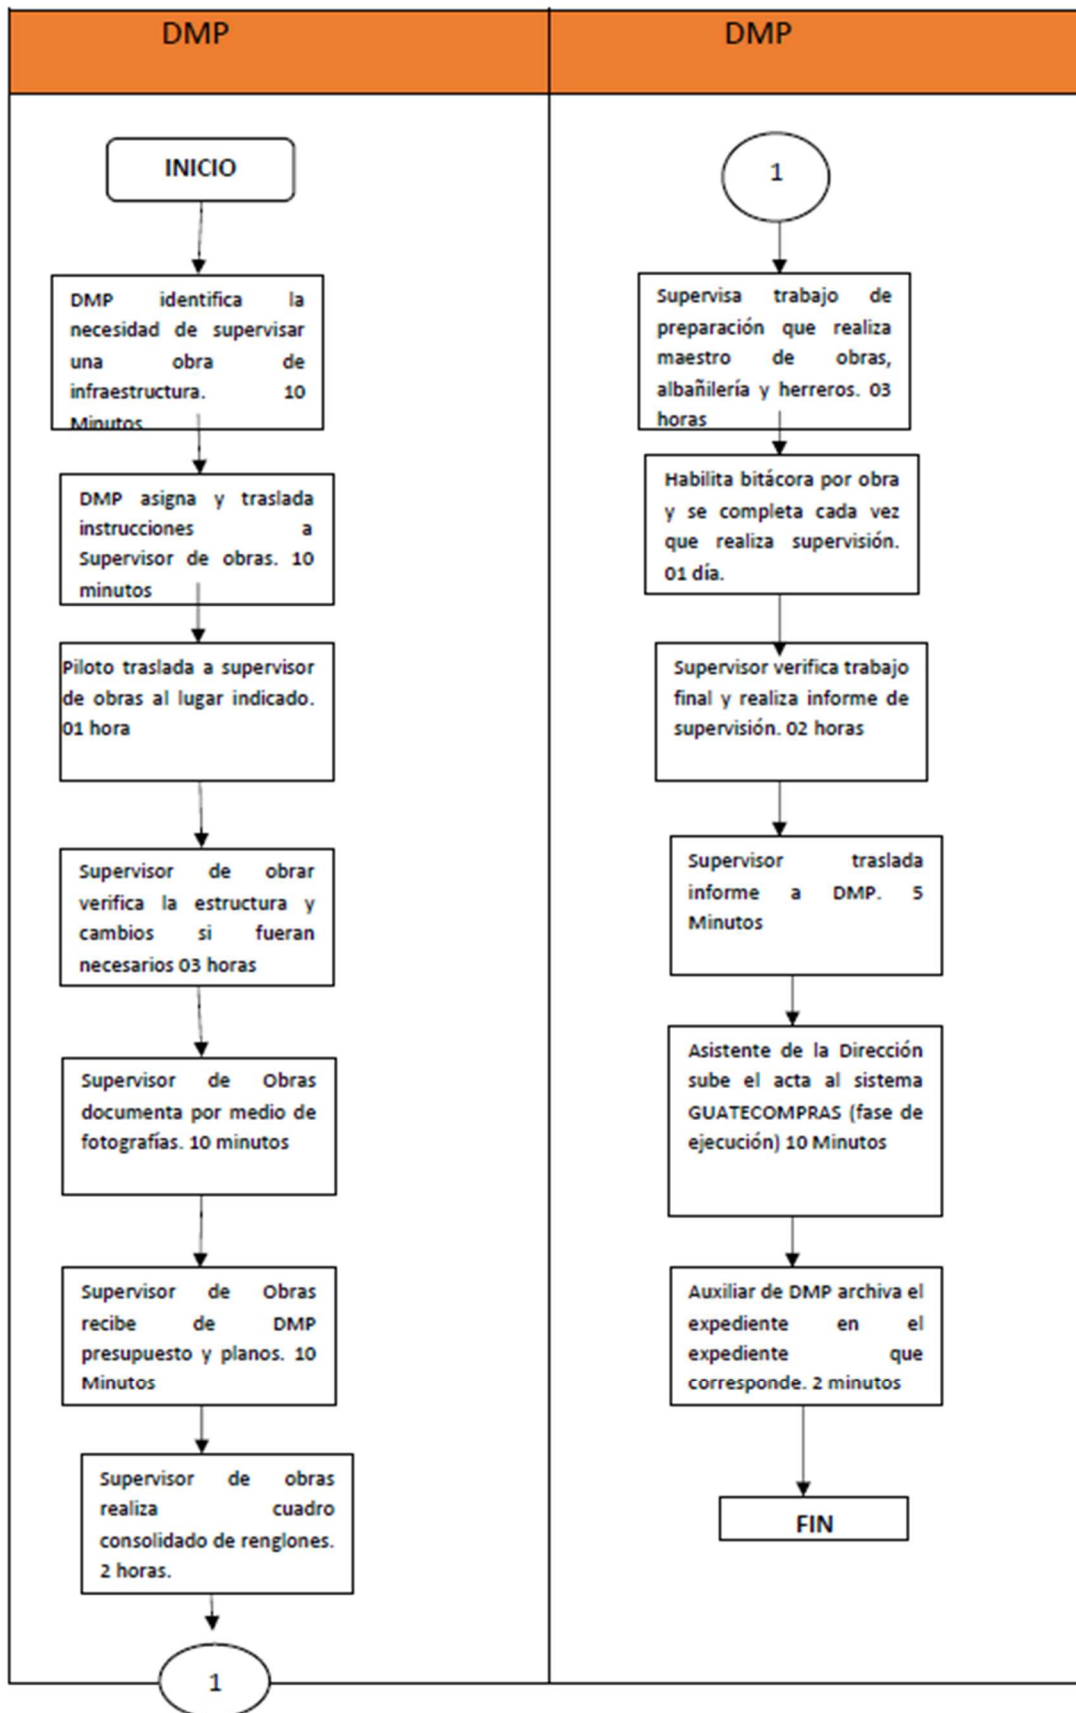 DMP
INICIO
DMP identifica la
necesidad de supervisar
una obra de
infraestructura. 10
Minutos
DMP asigna y traslada
instrucciones a
Supervisor de obras. 10
minutos
Piloto traslada a supervisor
de obras al lugar indicado.
01 hora
Supervisor de obrar
verifica la estructura y
cambios si fueran
necesarios 03 horas
Supervisor de Obras
documenta por medio de
fotografías. 10 minutos
Supervisor de Obras
recibe de DMP
presupuesto y planos. 10
Minutos
Supervisor de obras
realiza cuadro
consolidado de renglones.
2 horas.
1
DMP
1
Supervisa trabajo de
preparación que realiza
maestro de obras,
albañilería y herreros. 03
horas
Habilita bitácora por obra
y se completa cada vez
que realiza supervisión.
01 día.
Supervisor verifica trabajo
final y realiza informe de
supervisión. 02 horas
Supervisor traslada
informe a DMP. 5
Minutos
Asistente de la Dirección
sube el acta al sistema
GUATECOMPRAS (fase de
ejecución) 10 Minutos
Auxiliar de DMP archiva el
expediente en el
expediente que
corresponde. 2 minutos
FIN